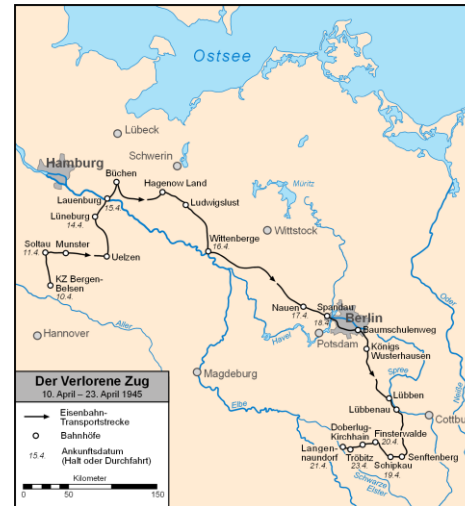 Ostsee
Lübeck
Hamburg
Schwerin
Büchen
Hagenow Land
Müritz
Lauenburg
15.4.
Ludwigslust
Lüneburg
14.4.
Wittstock
Wittenberge
16.4.
Soltau
11.4.
Munster
Uelzen
KZ Bergen-
Belsen
10.4.
Oder
Nauen
17.4.
Spandau
18.4.
Berlin
Baumschulenweg
Aller
Hannover
Havel
Potsdam
Königs
Wusterhausen
Spree
Neiße
Magdeburg
Lübben
Elbe
Lübbenau
Cottbu
Doberlug-
Kirchhain
Finsterwalde
20.4.
Langen-
naundorf
21.4.
Tröbitz
23.4.
Schipkau
19.4.
Senftenberg
Schwarze
Elster
Der Verlorene Zug
10. April – 23. April 1945
Eisenbahn-
Transportstrecke
Bahnhöfe
15.4.
Ankunftsdatum
(Halt oder Durchfahrt)
Kilometer
0
50
150